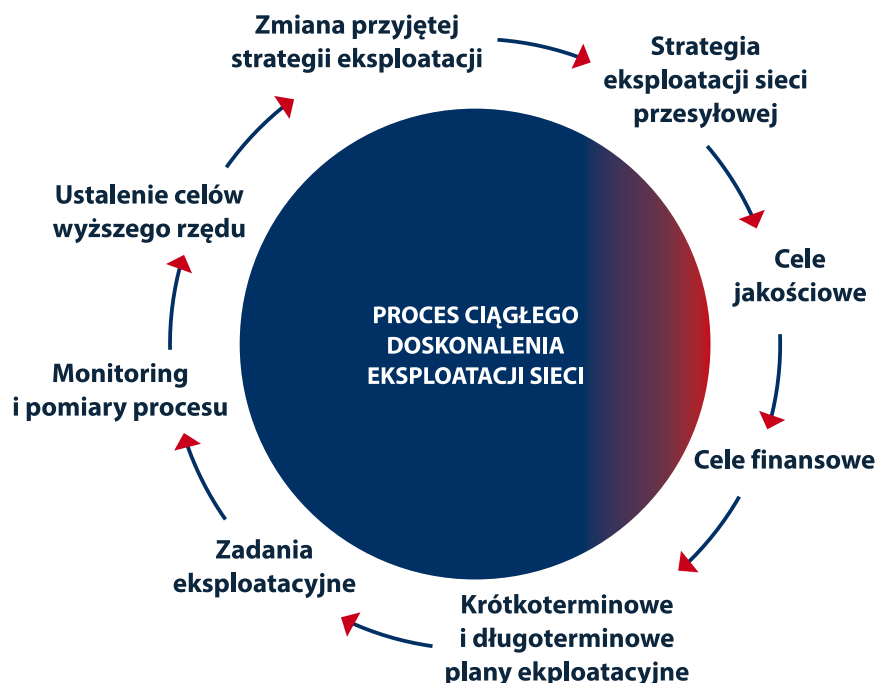 Zmiana przyjętej
strategii eksploatacji
Strategia
eksploatacji sieci
przesyłowej
Cele
jakościowe
Cele finansowe
Krótkoterminowe
i długoterminowe
plany ekploatacyjne
Zadania
eksploatacyjne
Monitoring
i pomiary procesu
Ustalenie celów
wyższego rzędu
PROCES CIĄGŁEGO
DOSKONALENIA
EKSPLOATACJI SIECI